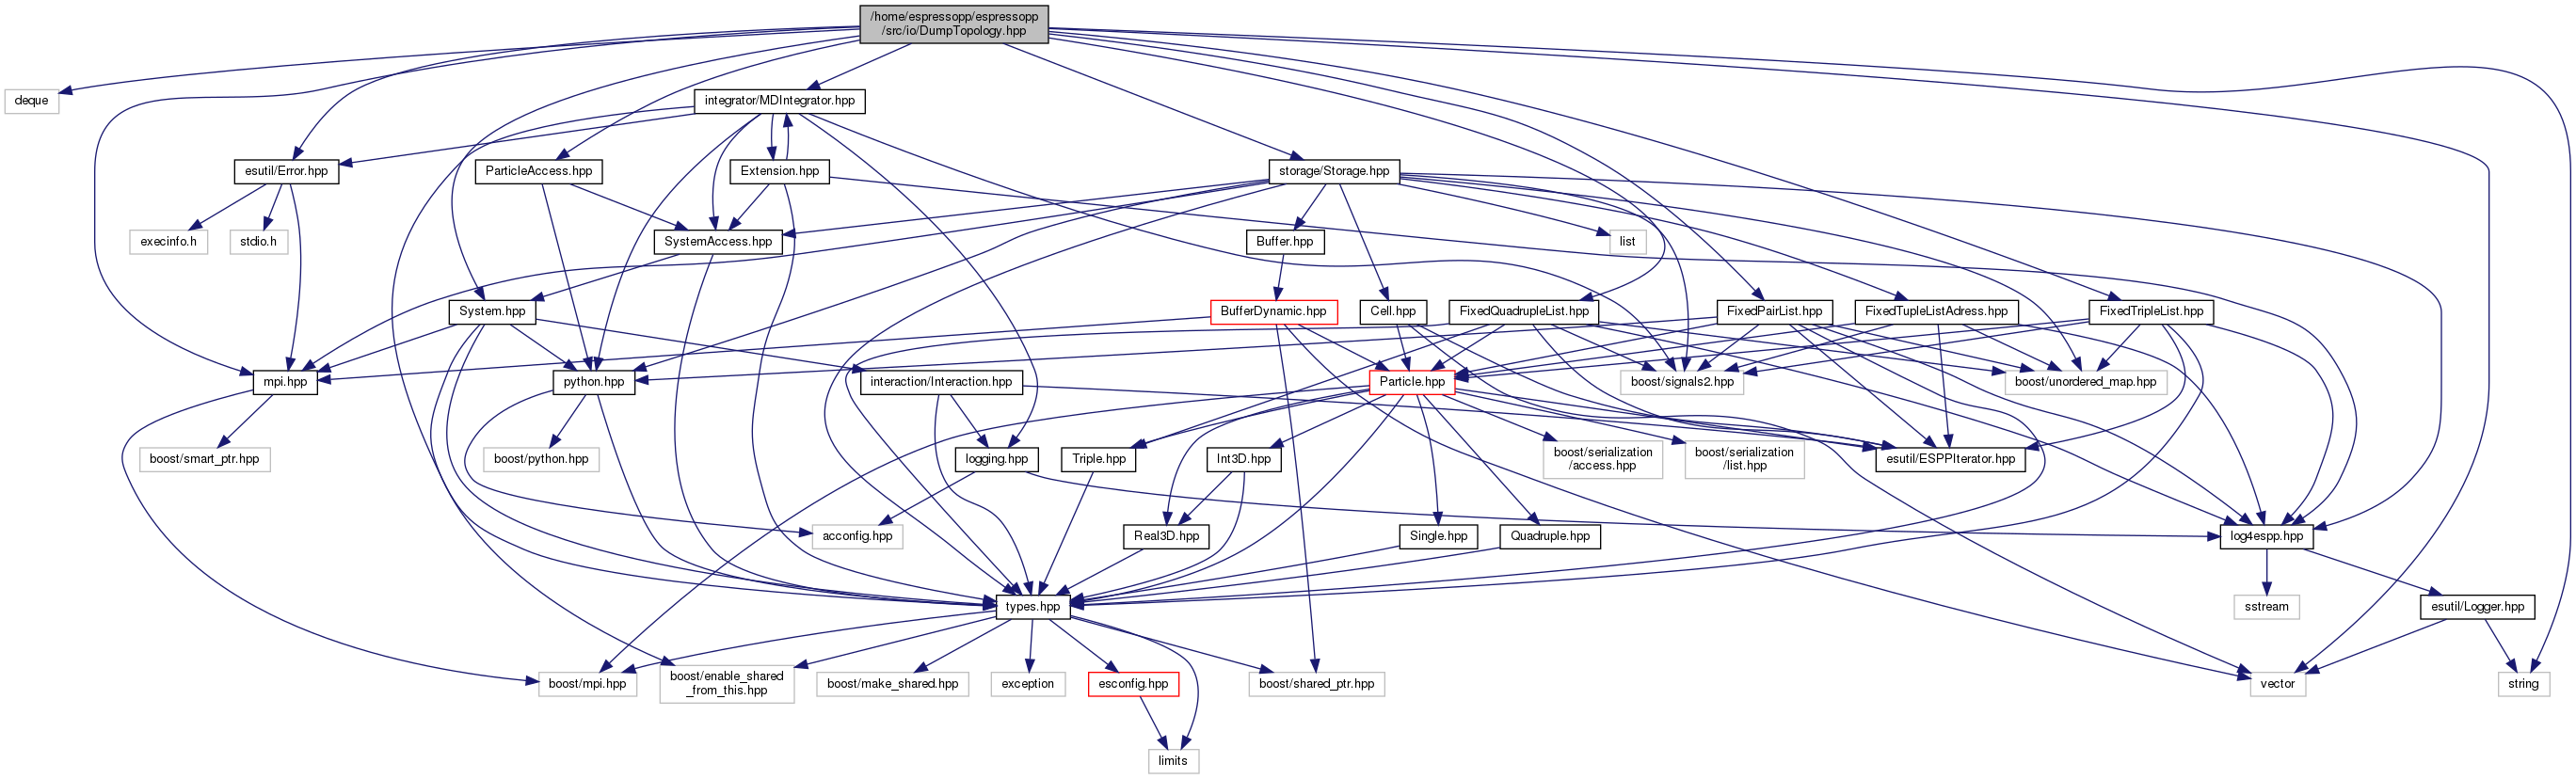 /home/espressopp/espressopp
/src/io/DumpTopology.hpp
deque
integrator/MDIntegrator.hpp
esutil/Error.hpp
ParticleAccess.hpp
Extension.hpp
storage/Storage.hpp
execinfo.h
stdio.h
SystemAccess.hpp
Buffer.hpp
list
System.hpp
BufferDynamic.hpp
Cell.hpp
FixedQuadrupleList.hpp
FixedPairList.hpp
FixedTupleListAdress.hpp
FixedTripleList.hpp
mpi.hpp
python.hpp
interaction/Interaction.hpp
Particle.hpp
boost/signals2.hpp
boost/unordered_map.hpp
boost/smart_ptr.hpp
boost/python.hpp
logging.hpp
Triple.hpp
Int3D.hpp
boost/serialization
/access.hpp
boost/serialization
/list.hpp
esutil/ESPPIterator.hpp
acconfig.hpp
Real3D.hpp
Single.hpp
Quadruple.hpp
log4espp.hpp
types.hpp
sstream
esutil/Logger.hpp
boost/mpi.hpp
boost/enable_shared
_from_this.hpp
boost/make_shared.hpp
exception
esconfig.hpp
boost/shared_ptr.hpp
vector
string
limits